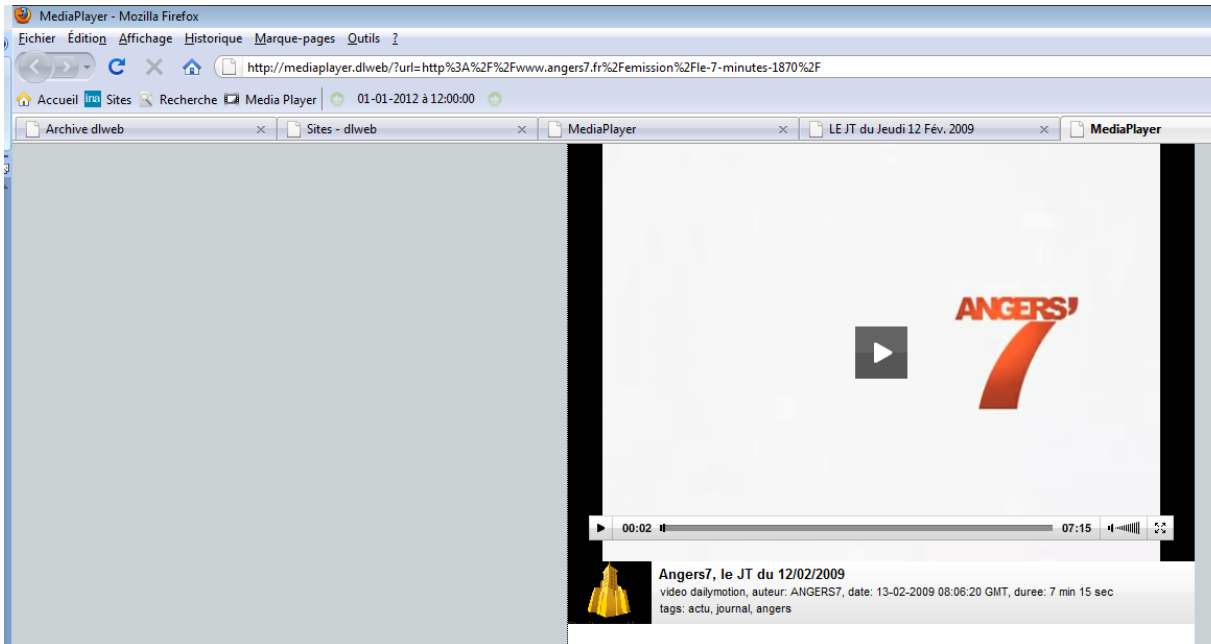 MediaPlayer - Mozilla Firefox
Fichier Édition Affichage Historique Marque-pages Outils ?
http://mediaplayer.dlweb/?url=http%3A%2F%2Fwww.angers7.fr%2Femission%2Fle-7-minutes-1870%2F
Accueil ina Sites Recherche Media Player 01-01-2012 à 12:00:00
Archive dlweb Sites - dlweb MediaPlayer LE JT du Jeudi 12 Fév. 2009 MediaPlayer
ANGERS'
7
00:02 07:15
Angers7, le JT du 12/02/2009
video dailymotion, auteur: ANGERS7, date: 13-02-2009 08:06:20 GMT, duree: 7 min 15 sec
tags: actu, journal, angers